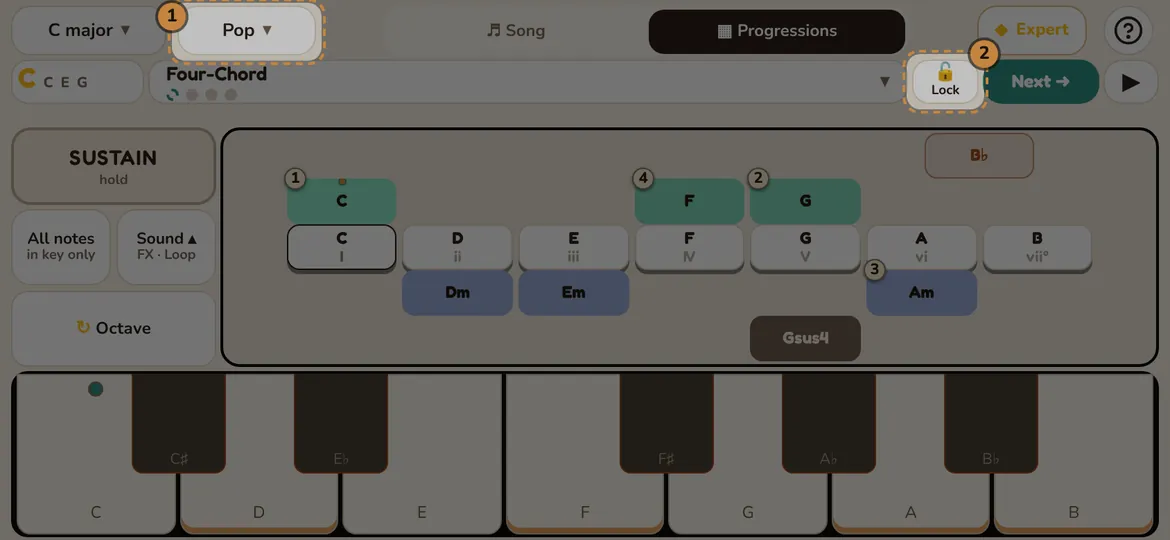 1
C major ▼
Pop ▼
♬ Song
▦ Progressions
◆ Expert
?
C C E G
Four-Chord
▼
2
Lock
Next →
▶
SUSTAIN
hold
All notes
in key only
Sound ▴
FX · Loop
↻ Octave
B♭
1
C
4
F
2
G
C
I
D
ii
E
iii
F
IV
G
V
A
vi
B
vii°
Dm
Em
3
Am
Gsus4
C♯
E♭
F♯
A♭
B♭
C
D
E
F
G
A
B